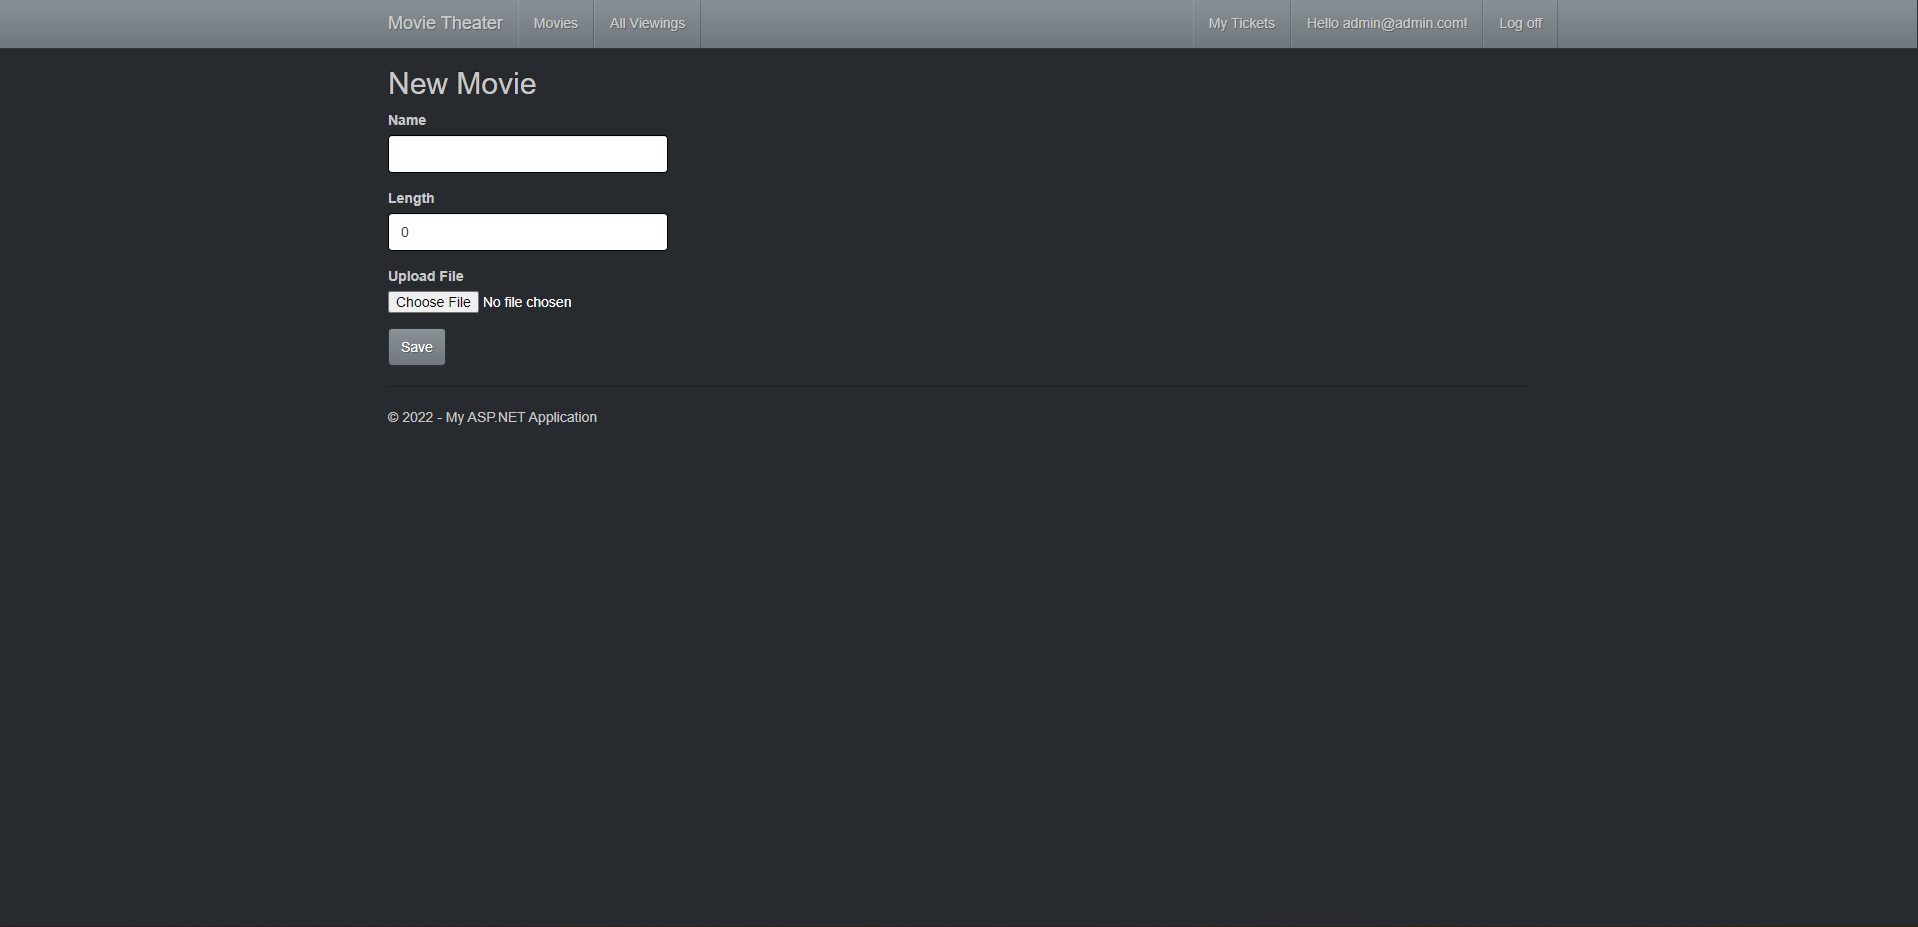 Movie Theater Movies All Viewings My Tickets Hello admin@admin.com! Log off
New Movie
Name
Length
0
Upload File
Choose File No file chosen
Save
© 2022 - My ASP.NET Application